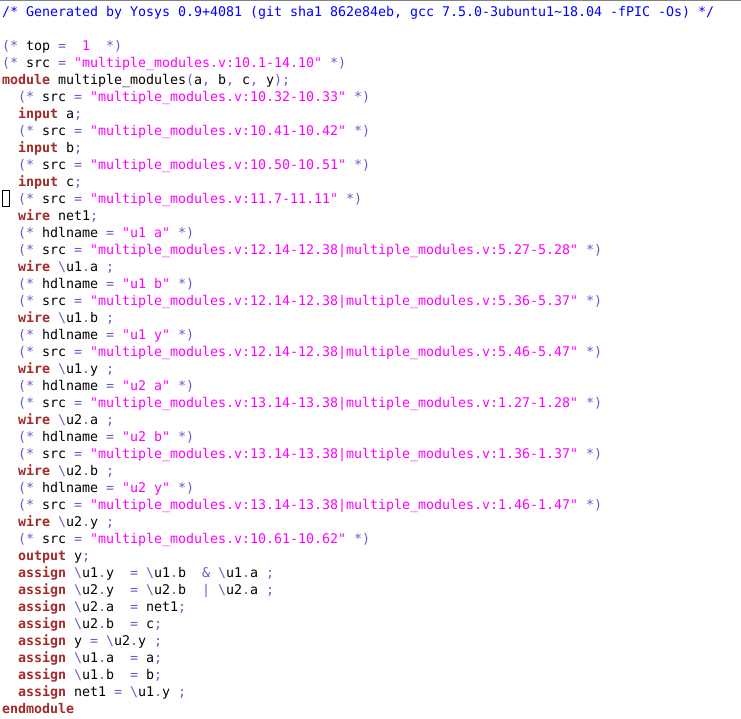 /* Generated by Yosys 0.9+4081 (git sha1 862e84eb, gcc 7.5.0-3ubuntu1~18.04 -fPIC -Os) */
(* top =  1  *)
(* src = "multiple_modules.v:10.1-14.10" *)
module multiple_modules(a, b, c, y);
  (* src = "multiple_modules.v:10.32-10.33" *)
  input a;
  (* src = "multiple_modules.v:10.41-10.42" *)
  input b;
  (* src = "multiple_modules.v:10.50-10.51" *)
  input c;
  (* src = "multiple_modules.v:11.7-11.11" *)
  wire net1;
  (* hdlname = "u1 a" *)
  (* src = "multiple_modules.v:12.14-12.38|multiple_modules.v:5.27-5.28" *)
  wire \u1.a ;
  (* hdlname = "u1 b" *)
  (* src = "multiple_modules.v:12.14-12.38|multiple_modules.v:5.36-5.37" *)
  wire \u1.b ;
  (* hdlname = "u1 y" *)
  (* src = "multiple_modules.v:12.14-12.38|multiple_modules.v:5.46-5.47" *)
  wire \u1.y ;
  (* hdlname = "u2 a" *)
  (* src = "multiple_modules.v:13.14-13.38|multiple_modules.v:1.27-1.28" *)
  wire \u2.a ;
  (* hdlname = "u2 b" *)
  (* src = "multiple_modules.v:13.14-13.38|multiple_modules.v:1.36-1.37" *)
  wire \u2.b ;
  (* hdlname = "u2 y" *)
  (* src = "multiple_modules.v:13.14-13.38|multiple_modules.v:1.46-1.47" *)
  wire \u2.y ;
  (* src = "multiple_modules.v:10.61-10.62" *)
  output y;
  assign \u1.y  = \u1.b  & \u1.a ;
  assign \u2.y  = \u2.b  | \u2.a ;
  assign \u2.a  = net1;
  assign \u2.b  = c;
  assign y = \u2.y ;
  assign \u1.a  = a;
  assign \u1.b  = b;
  assign net1 = \u1.y ;
endmodule